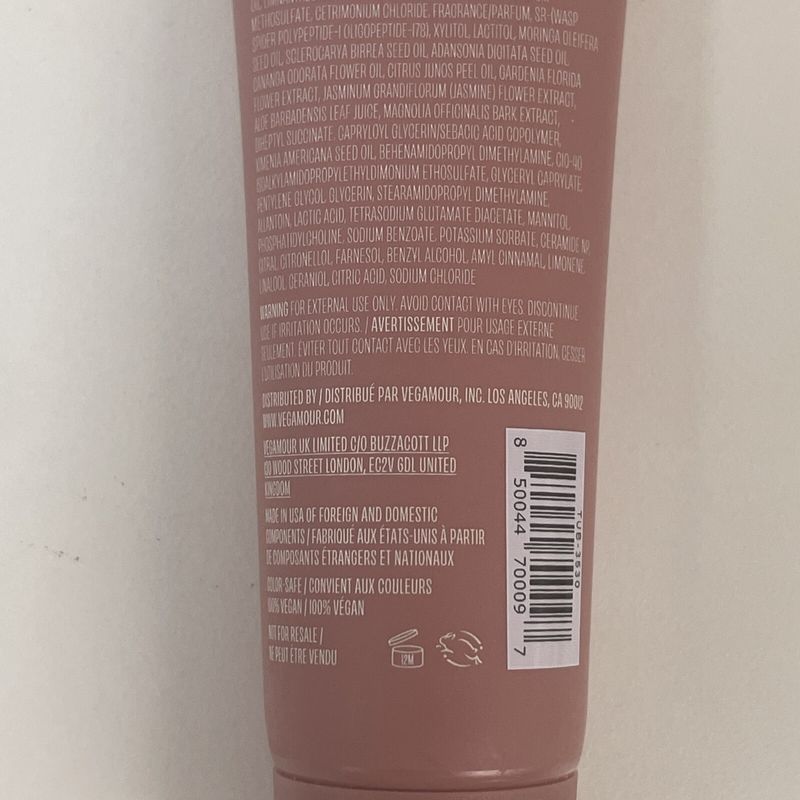 METHOSULFATE, CETRIMONIUM CHLORIDE, FRAGRANCE/PARFUM, SR-(WASP
SPIDER POLYPEPTIDE-1 (OLIGOPEPTIDE-178), XYLITOL, LACTITOL, MORINGA OLEIFERA
SEED OIL, SCLEROCARYA BIRREA SEED OIL, ADANSONIA DIGITATA SEED OIL,
CANANGA ODORATA FLOWER OIL, CITRUS JUNOS PEEL OIL, GARDENIA FLORIDA
FLOWER EXTRACT, JASMINUM GRANDIFLORUM (JASMINE) FLOWER EXTRACT,
ALOE BARBADENSIS LEAF JUICE, MAGNOLIA OFFICINALIS BARK EXTRACT,
DIHEPTYL SUCCINATE, CAPRYLOYL GLYCERIN/SEBACIC ACID COPOLYMER,
XIMENIA AMERICANA SEED OIL, BEHENAMIDOPROPYL DIMETHYLAMINE, C10-40
ISOALKYLAMIDOPROPYLETHYLDIMONIUM ETHOSULFATE, GLYCERYL CAPRYLATE,
PENTYLENE GLYCOL, GLYCERIN, STEARAMIDOPROPYL DIMETHYLAMINE,
ALLANTOIN, LACTIC ACID, TETRASODIUM GLUTAMATE DIACETATE, MANNITOL,
PHOSPHATIDYLCHOLINE, SODIUM BENZOATE, POTASSIUM SORBATE, CERAMIDE NP,
CITRAL, CITRONELLOL, FARNESOL, BENZYL ALCOHOL, AMYL CINNAMAL, LIMONENE,
LINALOOL, GERANIOL, CITRIC ACID, SODIUM CHLORIDE
WARNING FOR EXTERNAL USE ONLY. AVOID CONTACT WITH EYES. DISCONTINUE
USE IF IRRITATION OCCURS. / AVERTISSEMENT POUR USAGE EXTERNE
SEULEMENT. ÉVITER TOUT CONTACT AVEC LES YEUX. EN CAS D'IRRITATION, CESSER
L'UTILISATION DU PRODUIT.
DISTRIBUTED BY / DISTRIBUÉ PAR VEGAMOUR, INC. LOS ANGELES, CA 90012
WWW.VEGAMOUR.COM
VEGAMOUR UK LIMITED C/O BUZZACOTT LLP
130 WOOD STREET LONDON, EC2V GDL UNITED
KINGDOM
MADE IN USA OF FOREIGN AND DOMESTIC
COMPONENTS / FABRIQUÉ AUX ÉTATS-UNIS À PARTIR
DE COMPOSANTS ÉTRANGERS ET NATIONAUX
COLOR-SAFE / CONVIENT AUX COULEURS
100% VEGAN / 100% VÉGAN
NOT FOR RESALE /
NE PEUT ÊTRE VENDU
12M
8 50044 70009 7
TUB-3530